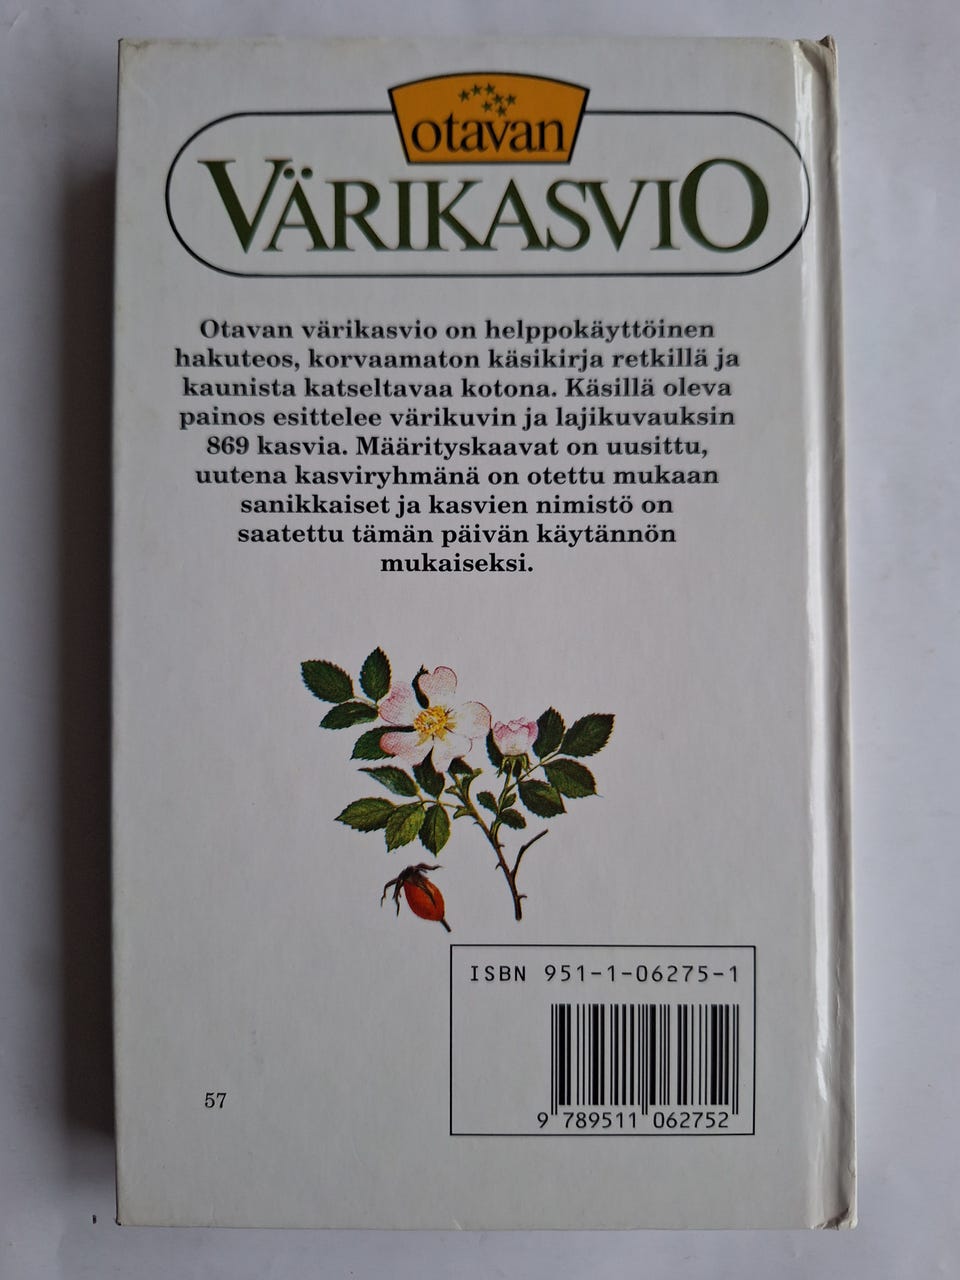 otavan
VÄRIKASVIO
Otavan värikasvio on helppokäyttöinen
hakuteos, korvaamaton käsikirja retkillä ja
kaunista katseltavaa kotona. Käsillä oleva
painos esittelee värikuvin ja lajikuvauksin
869 kasvia. Määrityskaavat on uusittu,
uutena kasviryhmänä on otettu mukaan
sanikkaiset ja kasvien nimistö on
saatettu tämän päivän käytännön
mukaiseksi.
ISBN 951-1-06275-1
9 789511 062752
57